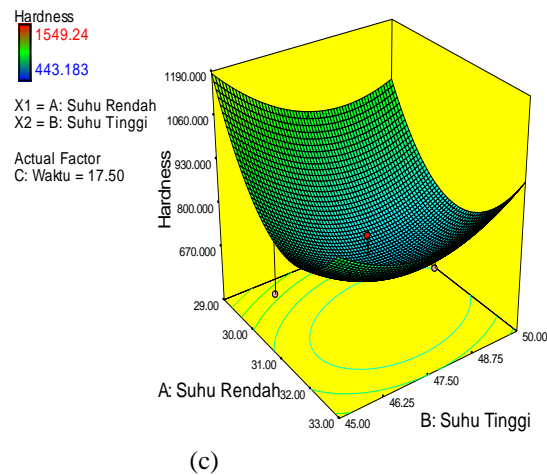 Hardness
1549.24
443.183
X1 = A: Suhu Rendah
X2 = B: Suhu Tinggi
Actual Factor
C: Waktu = 17.50
Hardness
1190.000
1060.000
930.000
800.000
670.000
29.00
30.00
31.00
32.00
33.00
A: Suhu Rendah
45.00
46.25
47.50
48.75
50.00
B: Suhu Tinggi
(c)